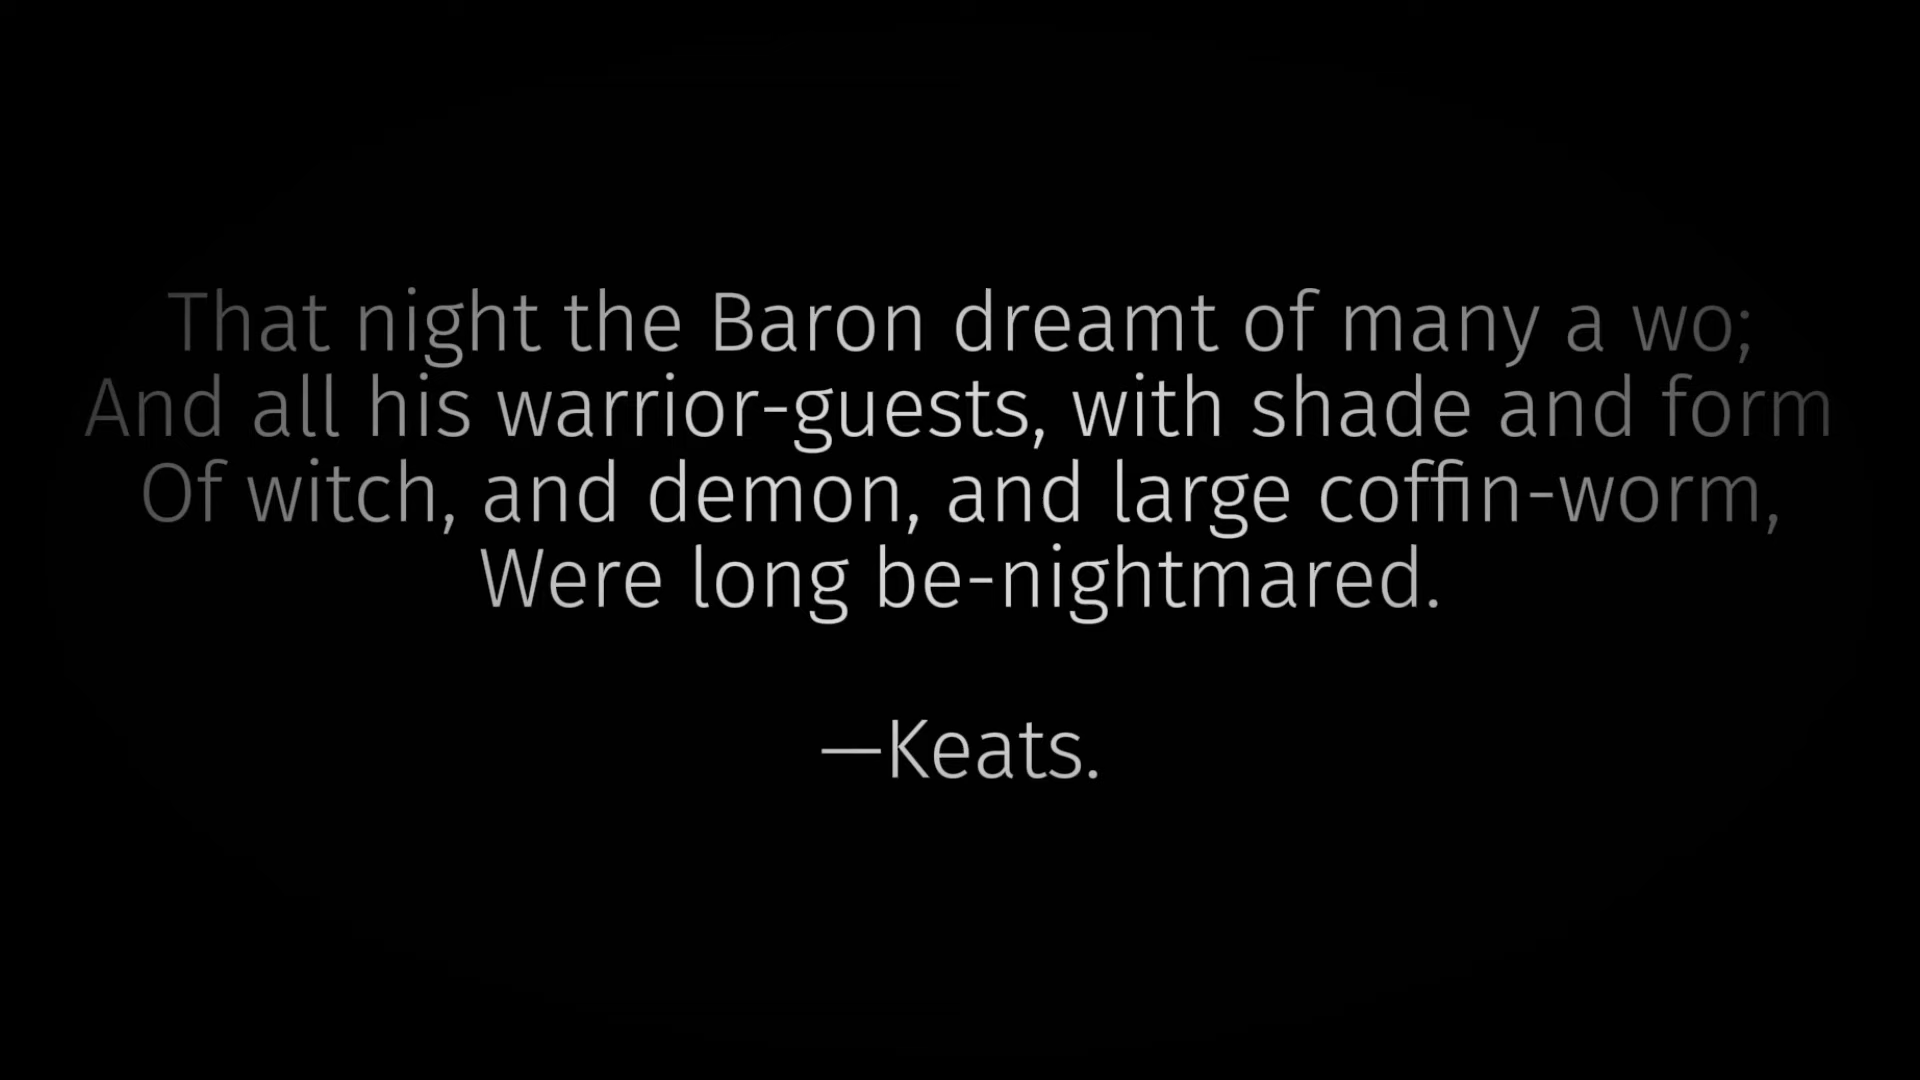 That night the Baron dreamt of many a wo;
And all his warrior-guests, with shade and form
Of witch, and demon, and large coffin-worm,
Were long be-nightmared.
—Keats.